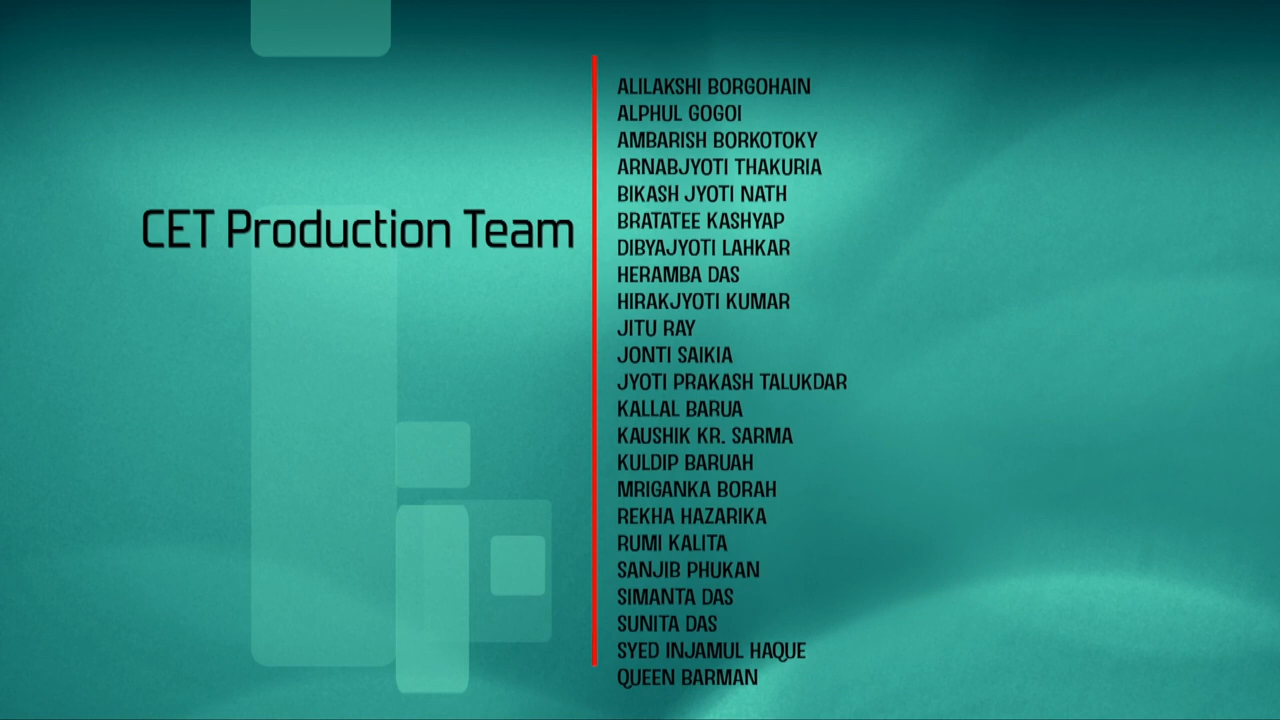 CET Production Team
ALILAKSHI BORGOHAIN
ALPHUL GOGOI
AMBARISH BORKOTOKY
ARNABJYOTI THAKURIA
BIKASH JYOTI NATH
BRATATEE KASHYAP
DIBYAJYOTI LAHKAR
HERAMBA DAS
HIRAKJYOTI KUMAR
JITU RAY
JONTI SAIKIA
JYOTI PRAKASH TALUKDAR
KALLAL BARUA
KAUSHIK KR. SARMA
KULDIP BARUAH
MRIGANKA BORAH
REKHA HAZARIKA
RUMI KALITA
SANJIB PHUKAN
SIMANTA DAS
SUNITA DAS
SYED INJAMUL HAQUE
QUEEN BARMAN